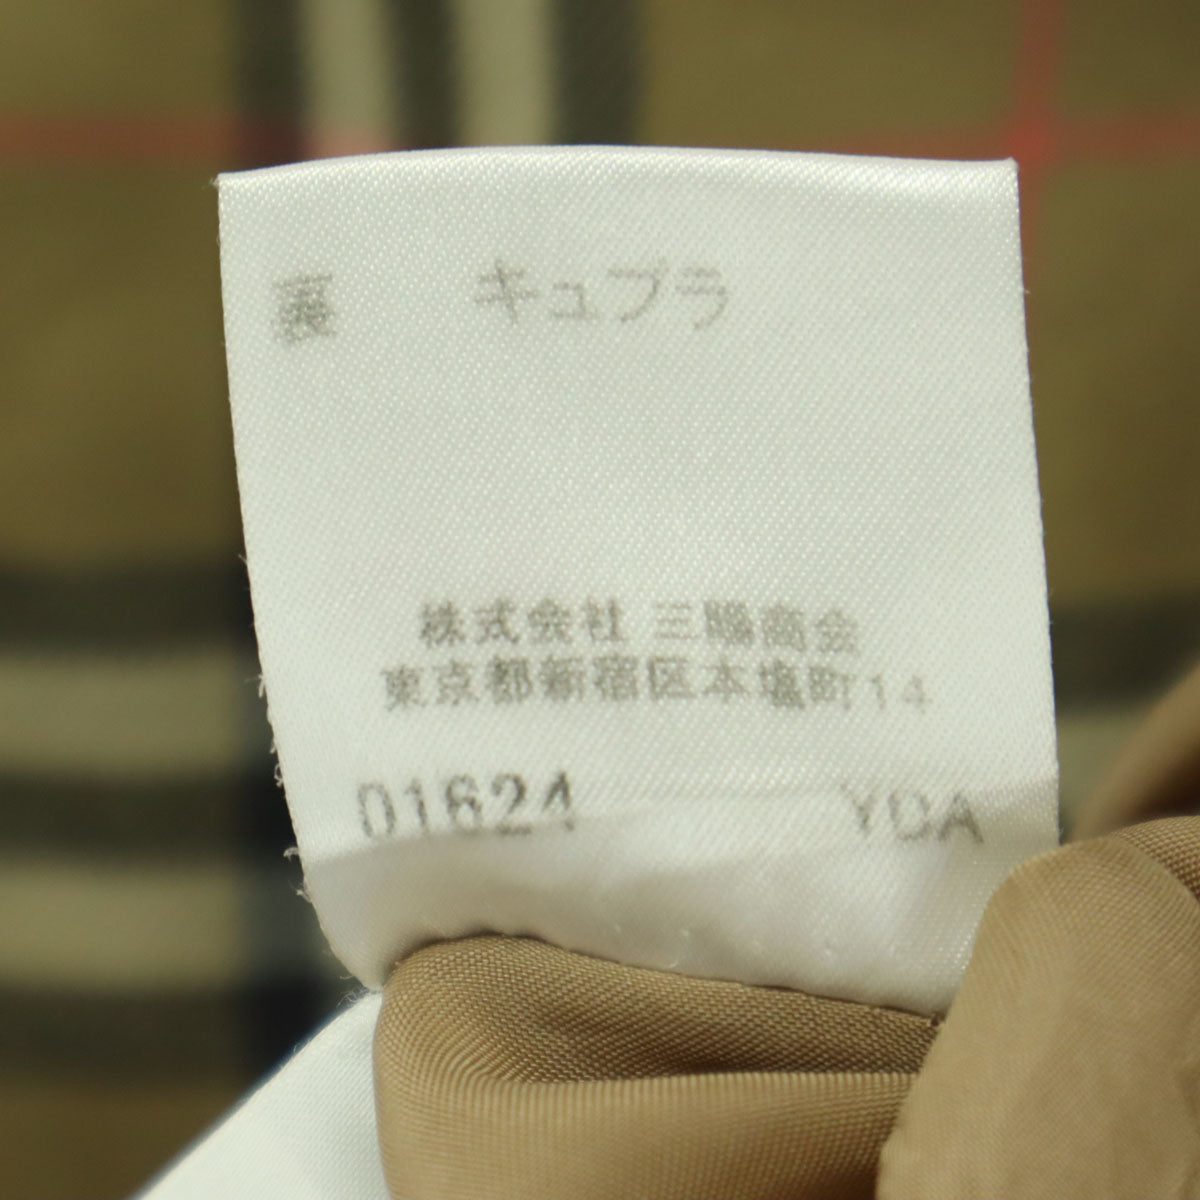 裏 キュプラ
株式会社 三陽商会
東京都新宿区本塩町14
01624 YDA